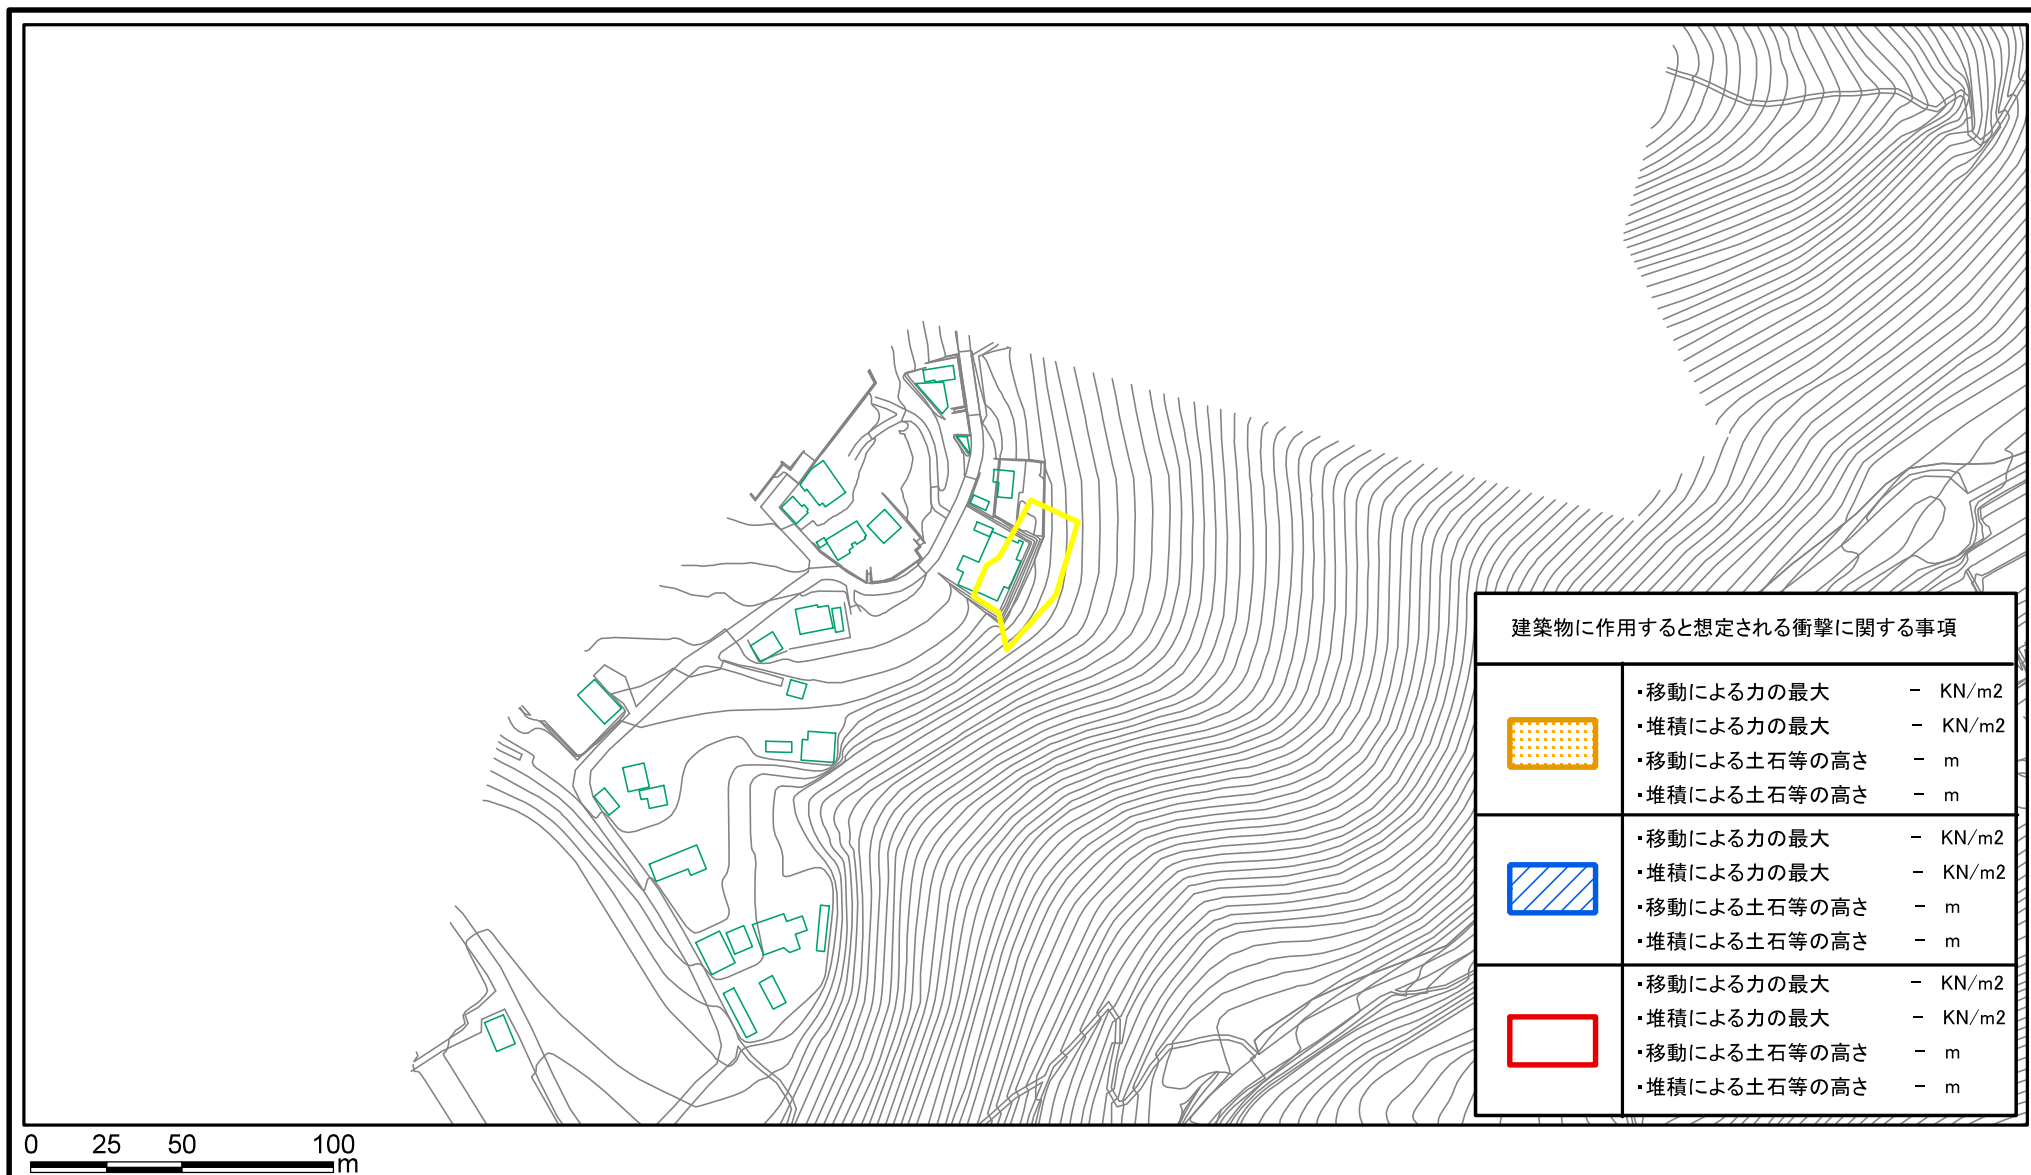 建築物に作用すると想定される衝撃に関する事項
・移動による力の最大 － KN/m2
・堆積による力の最大 － KN/m2
・移動による土石等の高さ － m
・堆積による土石等の高さ － m
・移動による力の最大 － KN/m2
・堆積による力の最大 － KN/m2
・移動による土石等の高さ － m
・堆積による土石等の高さ － m
・移動による力の最大 － KN/m2
・堆積による力の最大 － KN/m2
・移動による土石等の高さ － m
・堆積による土石等の高さ － m
0 25 50 100
m